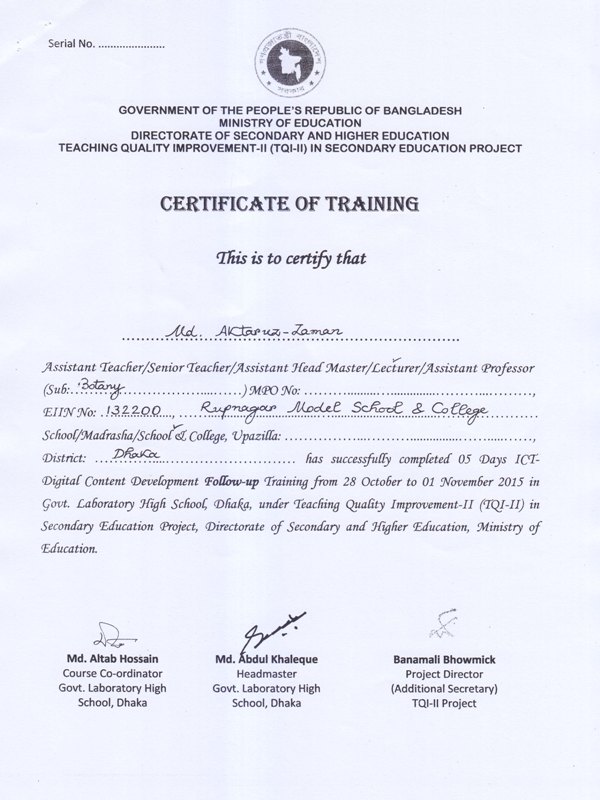 Serial No. ......................
গণপ্রজাতন্ত্রী বাংলাদেশ
সরকার
GOVERNMENT OF THE PEOPLE'S REPUBLIC OF BANGLADESH
MINISTRY OF EDUCATION
DIRECTORATE OF SECONDARY AND HIGHER EDUCATION
TEACHING QUALITY IMPROVEMENT-II (TQI-II) IN SECONDARY EDUCATION PROJECT
CERTIFICATE OF TRAINING
This is to certify that
Md. Aktaruz-Zaman
Assistant Teacher/Senior Teacher/Assistant Head Master/Lecturer/Assistant Professor
(Sub: Botany ..............................) MPO No: ......................................................,
EIIN No: 132200..., Rupnagar Model School & College
School/Madrasha/School & College, Upazilla: ......................................................,
District: Dhaka .................................. has successfully completed 05 Days ICT-
Digital Content Development Follow-up Training from 28 October to 01 November 2015 in
Govt. Laboratory High School, Dhaka, under Teaching Quality Improvement-II (TQI-II) in
Secondary Education Project, Directorate of Secondary and Higher Education, Ministry of
Education.
Md. Altab Hossain
Course Co-ordinator
Govt. Laboratory High
School, Dhaka
Md. Abdul Khaleque
Headmaster
Govt. Laboratory High
School, Dhaka
Banamali Bhowmick
Project Director
(Additional Secretary)
TQI-II Project